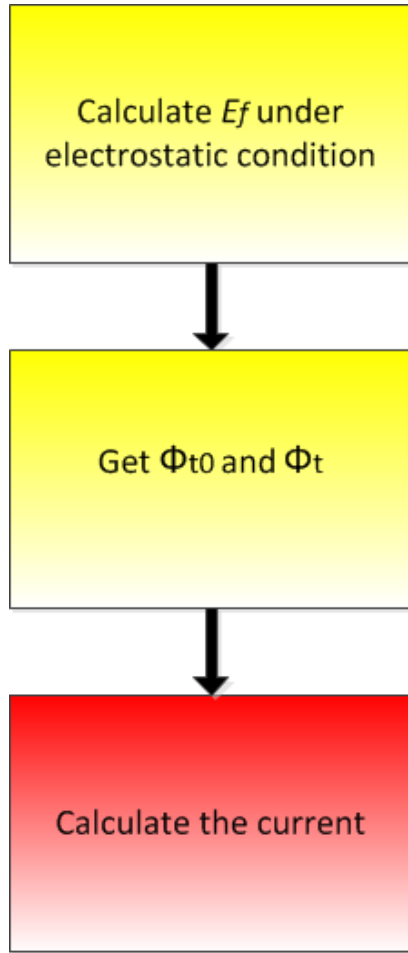 Calculate Ef under
electrostatic condition
Get Φt0 and Φt
Calculate the current